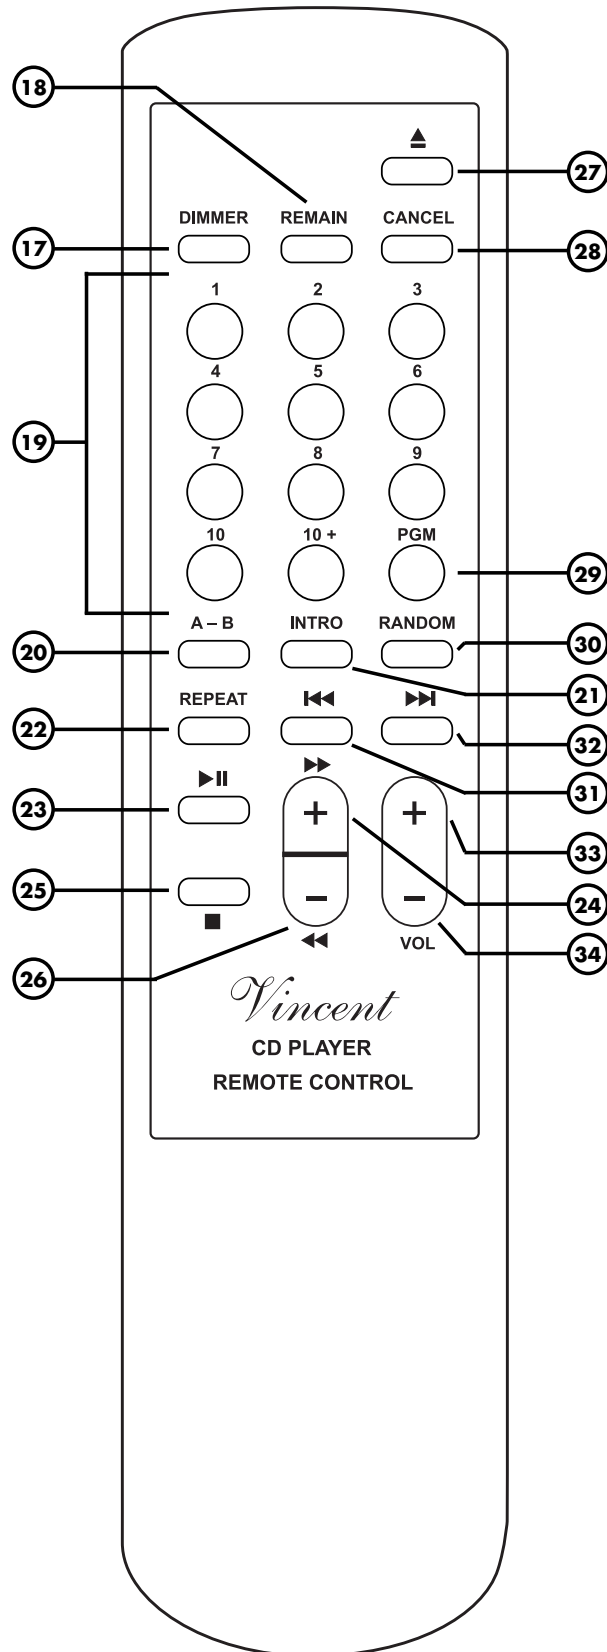 18
27
DIMMER REMAIN CANCEL
17
28
1 2 3
4 5 6
19
7 8 9
10 10 + PGM
29
A – B INTRO RANDOM
20
30
21
REPEAT
22
32
31
23
+ +
33
25
– –
24
VOL
34
26
Vincent
CD PLAYER
REMOTE CONTROL